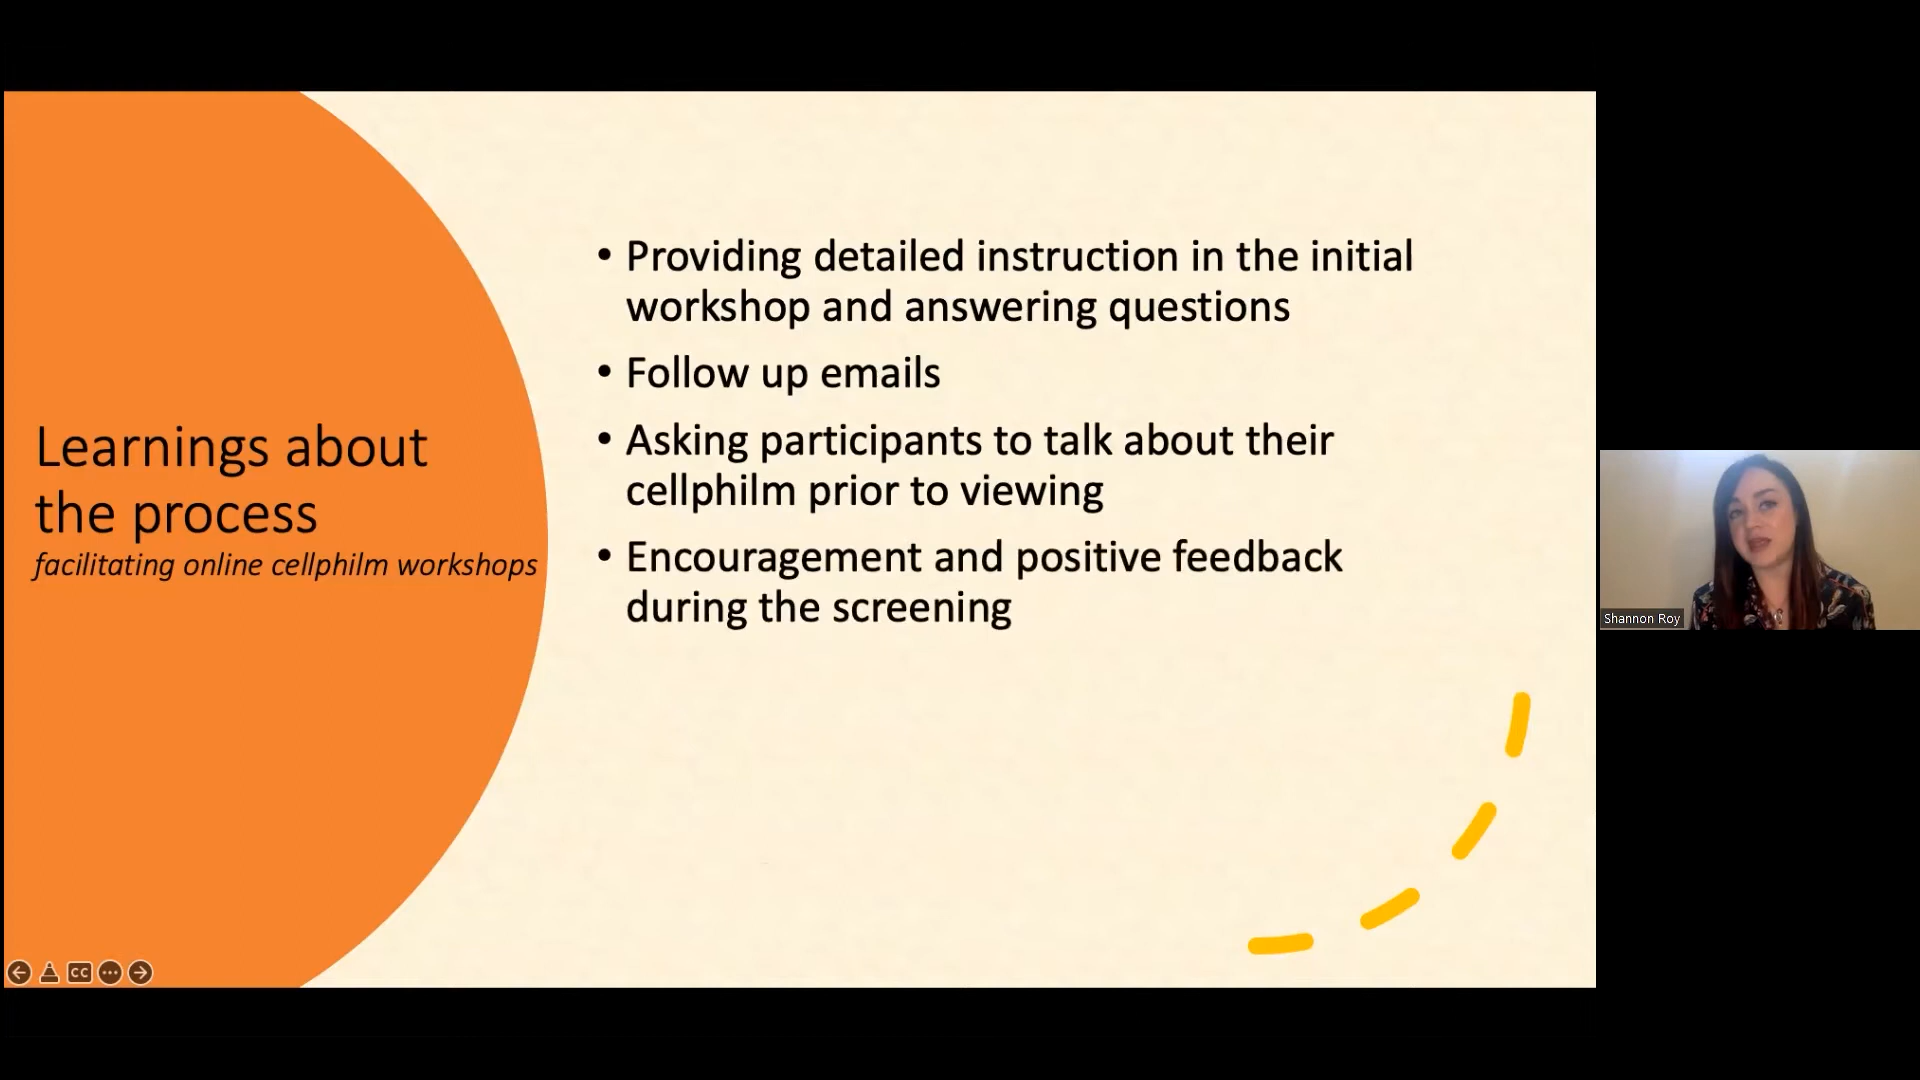 Learnings about
the process
facilitating online cellphilm workshops
• Providing detailed instruction in the initial
workshop and answering questions
• Follow up emails
• Asking participants to talk about their
cellphilm prior to viewing
• Encouragement and positive feedback
during the screening
Shannon Roy
CC